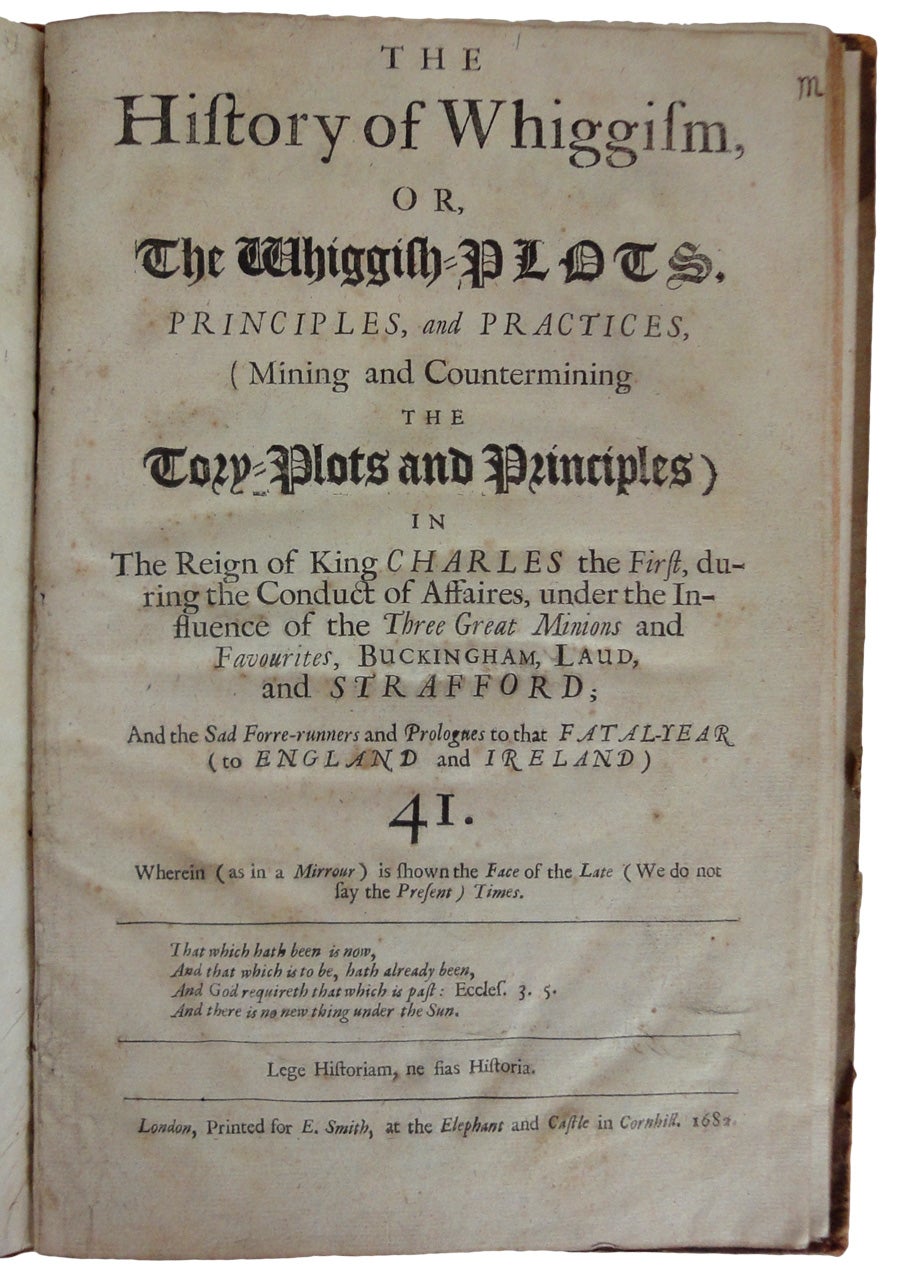 THE
m
Hiſtory of Whiggiſm,
OR,
The Whiggiſh-PLOTS.
PRINCIPLES, and PRACTICES,
( Mining and Countermining
THE
Tory-Plots and Principles )
IN
The Reign of King CHARLES the Firſt, du-
ring the Conduct of Affaires, under the In-
fluence of the Three Great Minions and
Favourites, BUCKINGHAM, LAUD,
and STRAFFORD;
And the Sad Forre-runners and Prologues to that FATAL-YEAR
( to ENGLAND and IRELAND )
41.
Wherein ( as in a Mirrour ) is ſhown the Face of the Late ( We do not
ſay the Preſent ) Times.
That which hath been is now,
And that which is to be, hath already been,
And God requireth that which is paſt: Eccleſ. 3. 5.
And there is no new thing under the Sun.
Lege Hiſtoriam, ne fias Hiſtoria.
London, Printed for E. Smith, at the Elephant and Caſtle in Cornhill. 1682.